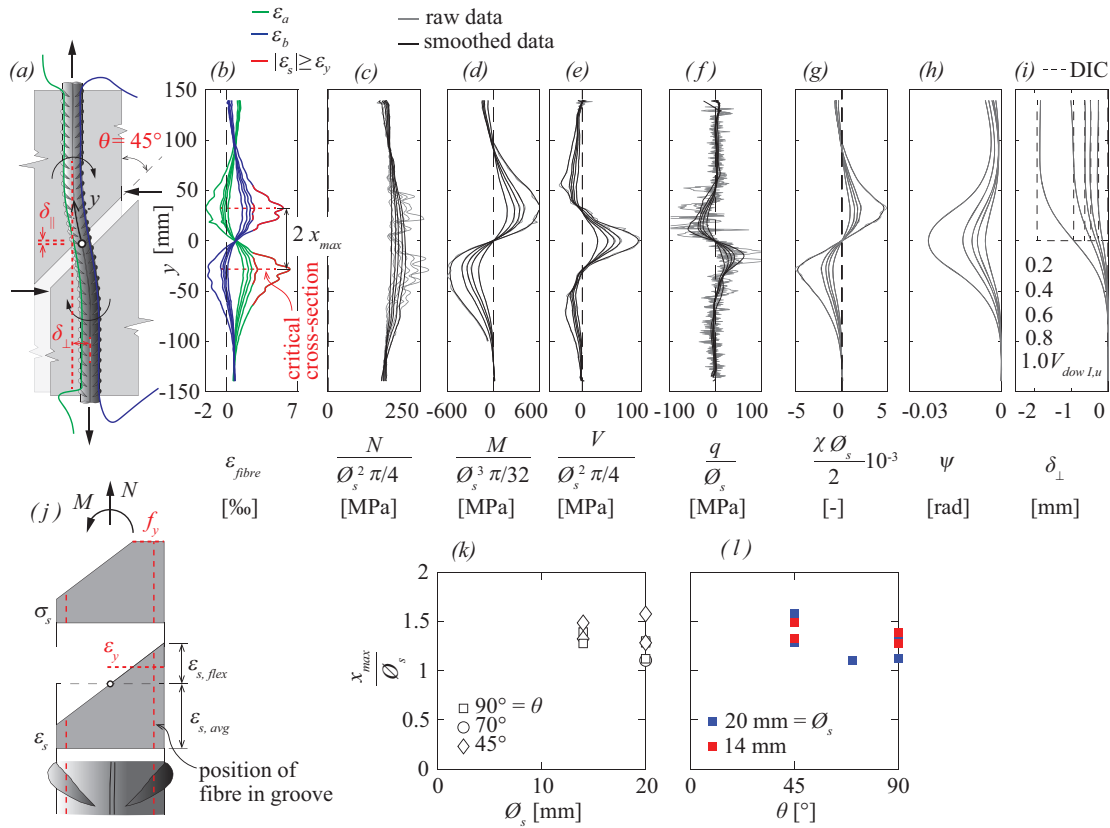 ε_a
ε_b
|ε_s| ≥ ε_y
raw data
smoothed data
(a) (b) (c) (d) (e) (f) (g) (h) (i)
DIC
θ = 45°
δ_∥
δ_⊥
y
y [mm]
150
100
50
0
-50
-100
-150
2 x_max
critical
cross-section
0.2
0.4
0.6
0.8
1.0V_dow I,u
-2 0 7
0 250
-600 0 600
-100 0 100
-100 0 100
-5 0 5
-0.03 0
-2 -1 0
ε_fibre
[‰]
N
Ø_s² π/4
[MPa]
M
Ø_s³ π/32
[MPa]
V
Ø_s² π/4
[MPa]
q
Ø_s
[MPa]
χ Ø_s
2
10⁻³
[-]
ψ
[rad]
δ_⊥
[mm]
(j)
M N
f_y
σ_s
ε_y
ε_s,flex
ε_s,avg
ε_s
position of
fibre in groove
(k)
x_max
Ø_s
2
1.5
1
0.5
0
90° = θ
70°
45°
0 10 20
Ø_s [mm]
(l)
20 mm = Ø_s
14 mm
0 45 90
θ [°]